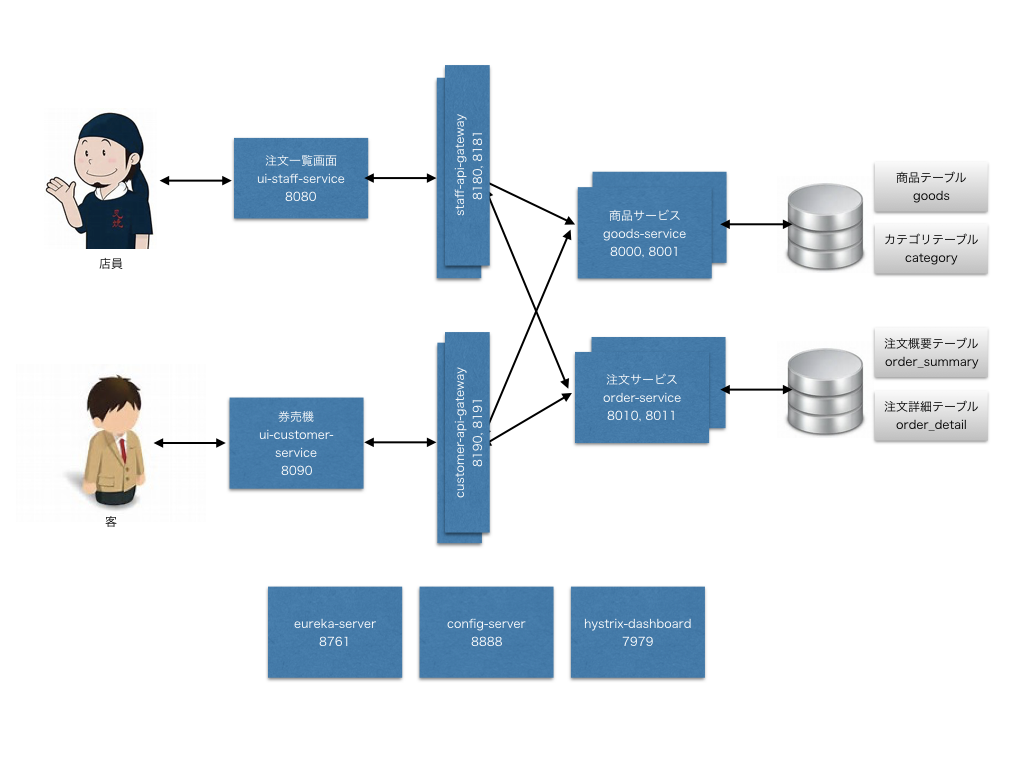 店員
注文一覧画面
ui-staff-service
8080
staff-api-gateway
8180, 8181
商品サービス
goods-service
8000, 8001
商品テーブル
goods
カテゴリテーブル
category
客
券売機
ui-customer-
service
8090
customer-api-gateway
8190, 8191
注文サービス
order-service
8010, 8011
注文概要テーブル
order_summary
注文詳細テーブル
order_detail
eureka-server
8761
config-server
8888
hystrix-dashboard
7979